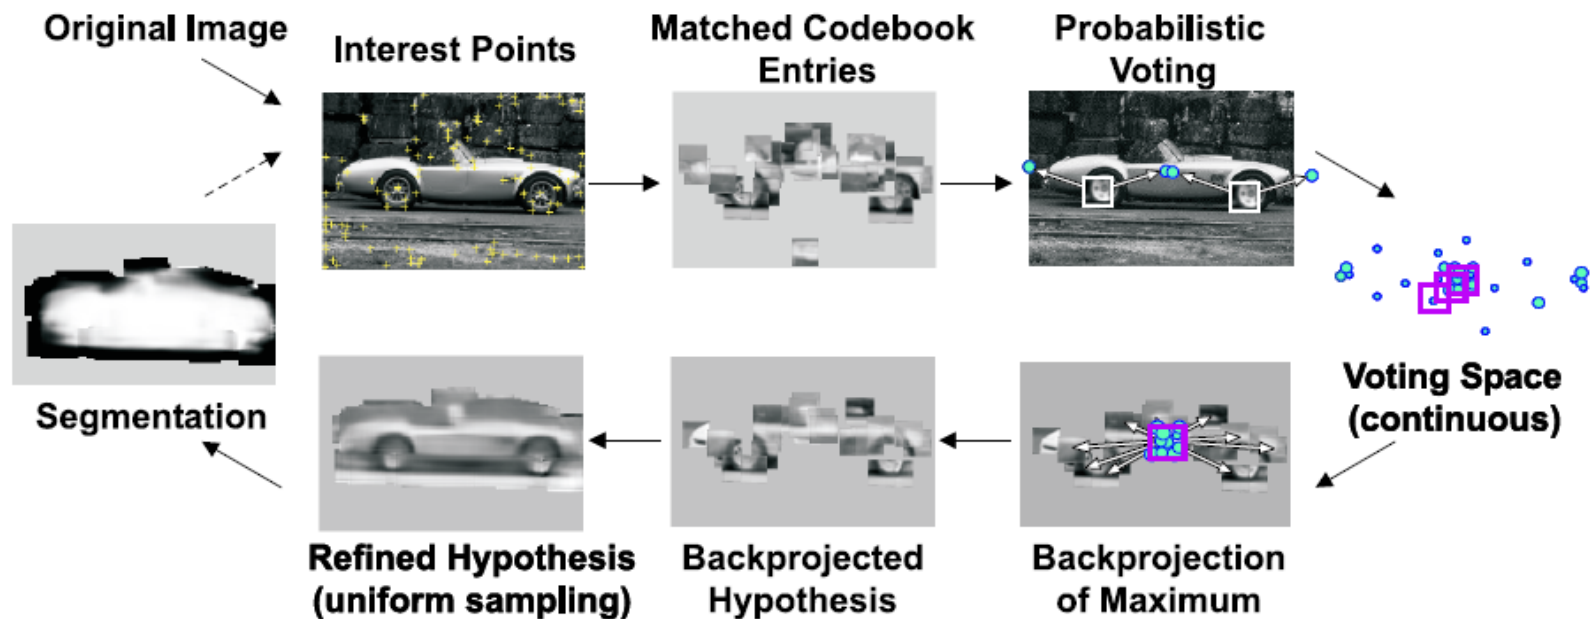 Original Image
Interest Points
Matched Codebook
Entries
Probabilistic
Voting
Voting Space
(continuous)
Segmentation
Refined Hypothesis
(uniform sampling)
Backprojected
Hypothesis
Backprojection
of Maximum